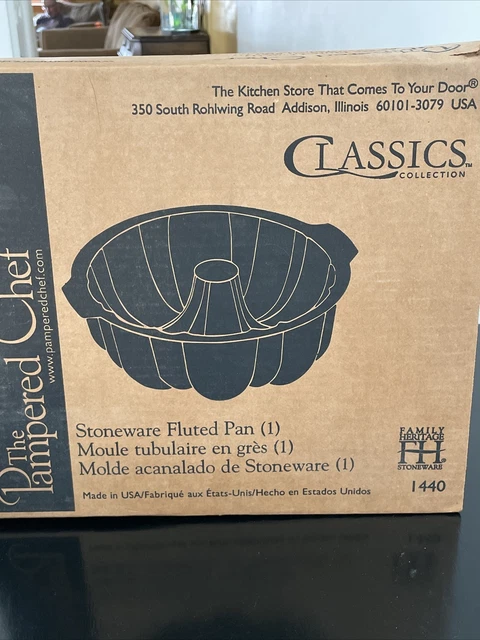 The Kitchen Store That Comes To Your Door®
350 South Rohlwing Road Addison, Illinois 60101-3079 USA
CLASSICS™
COLLECTION
The
Pampered Chef
www.pamperedchef.com
Stoneware Fluted Pan (1)
Moule tubulaire en grès (1)
Molde acanalado de Stoneware (1)
Made in USA/Fabriqué aux États-Unis/Hecho en Estados Unidos
FAMILY
HERITAGE
FH
STONEWARE
1440